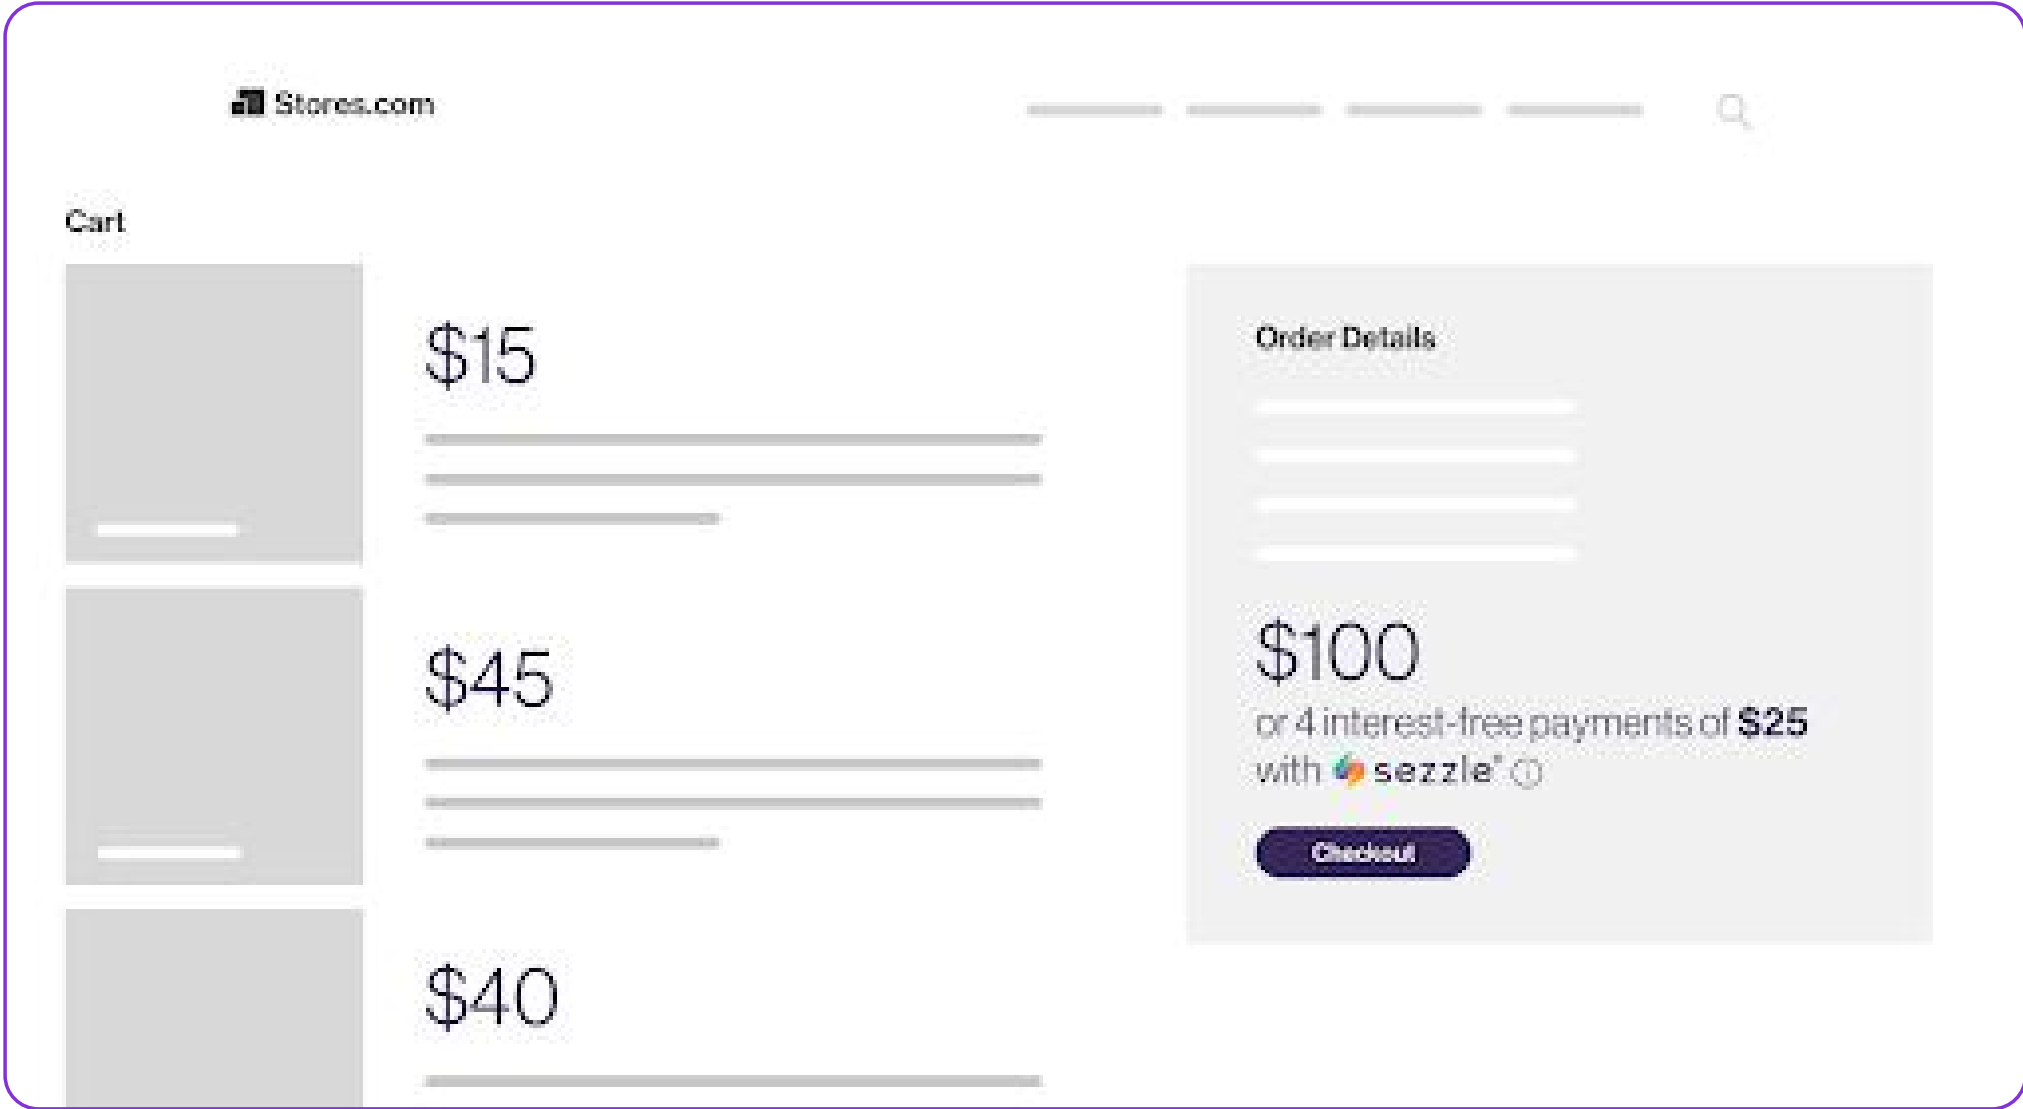 Stores.com
Cart
$15
$45
$40
Order Details
$100
or 4 interest-free payments of $25
with sezzle
Checkout